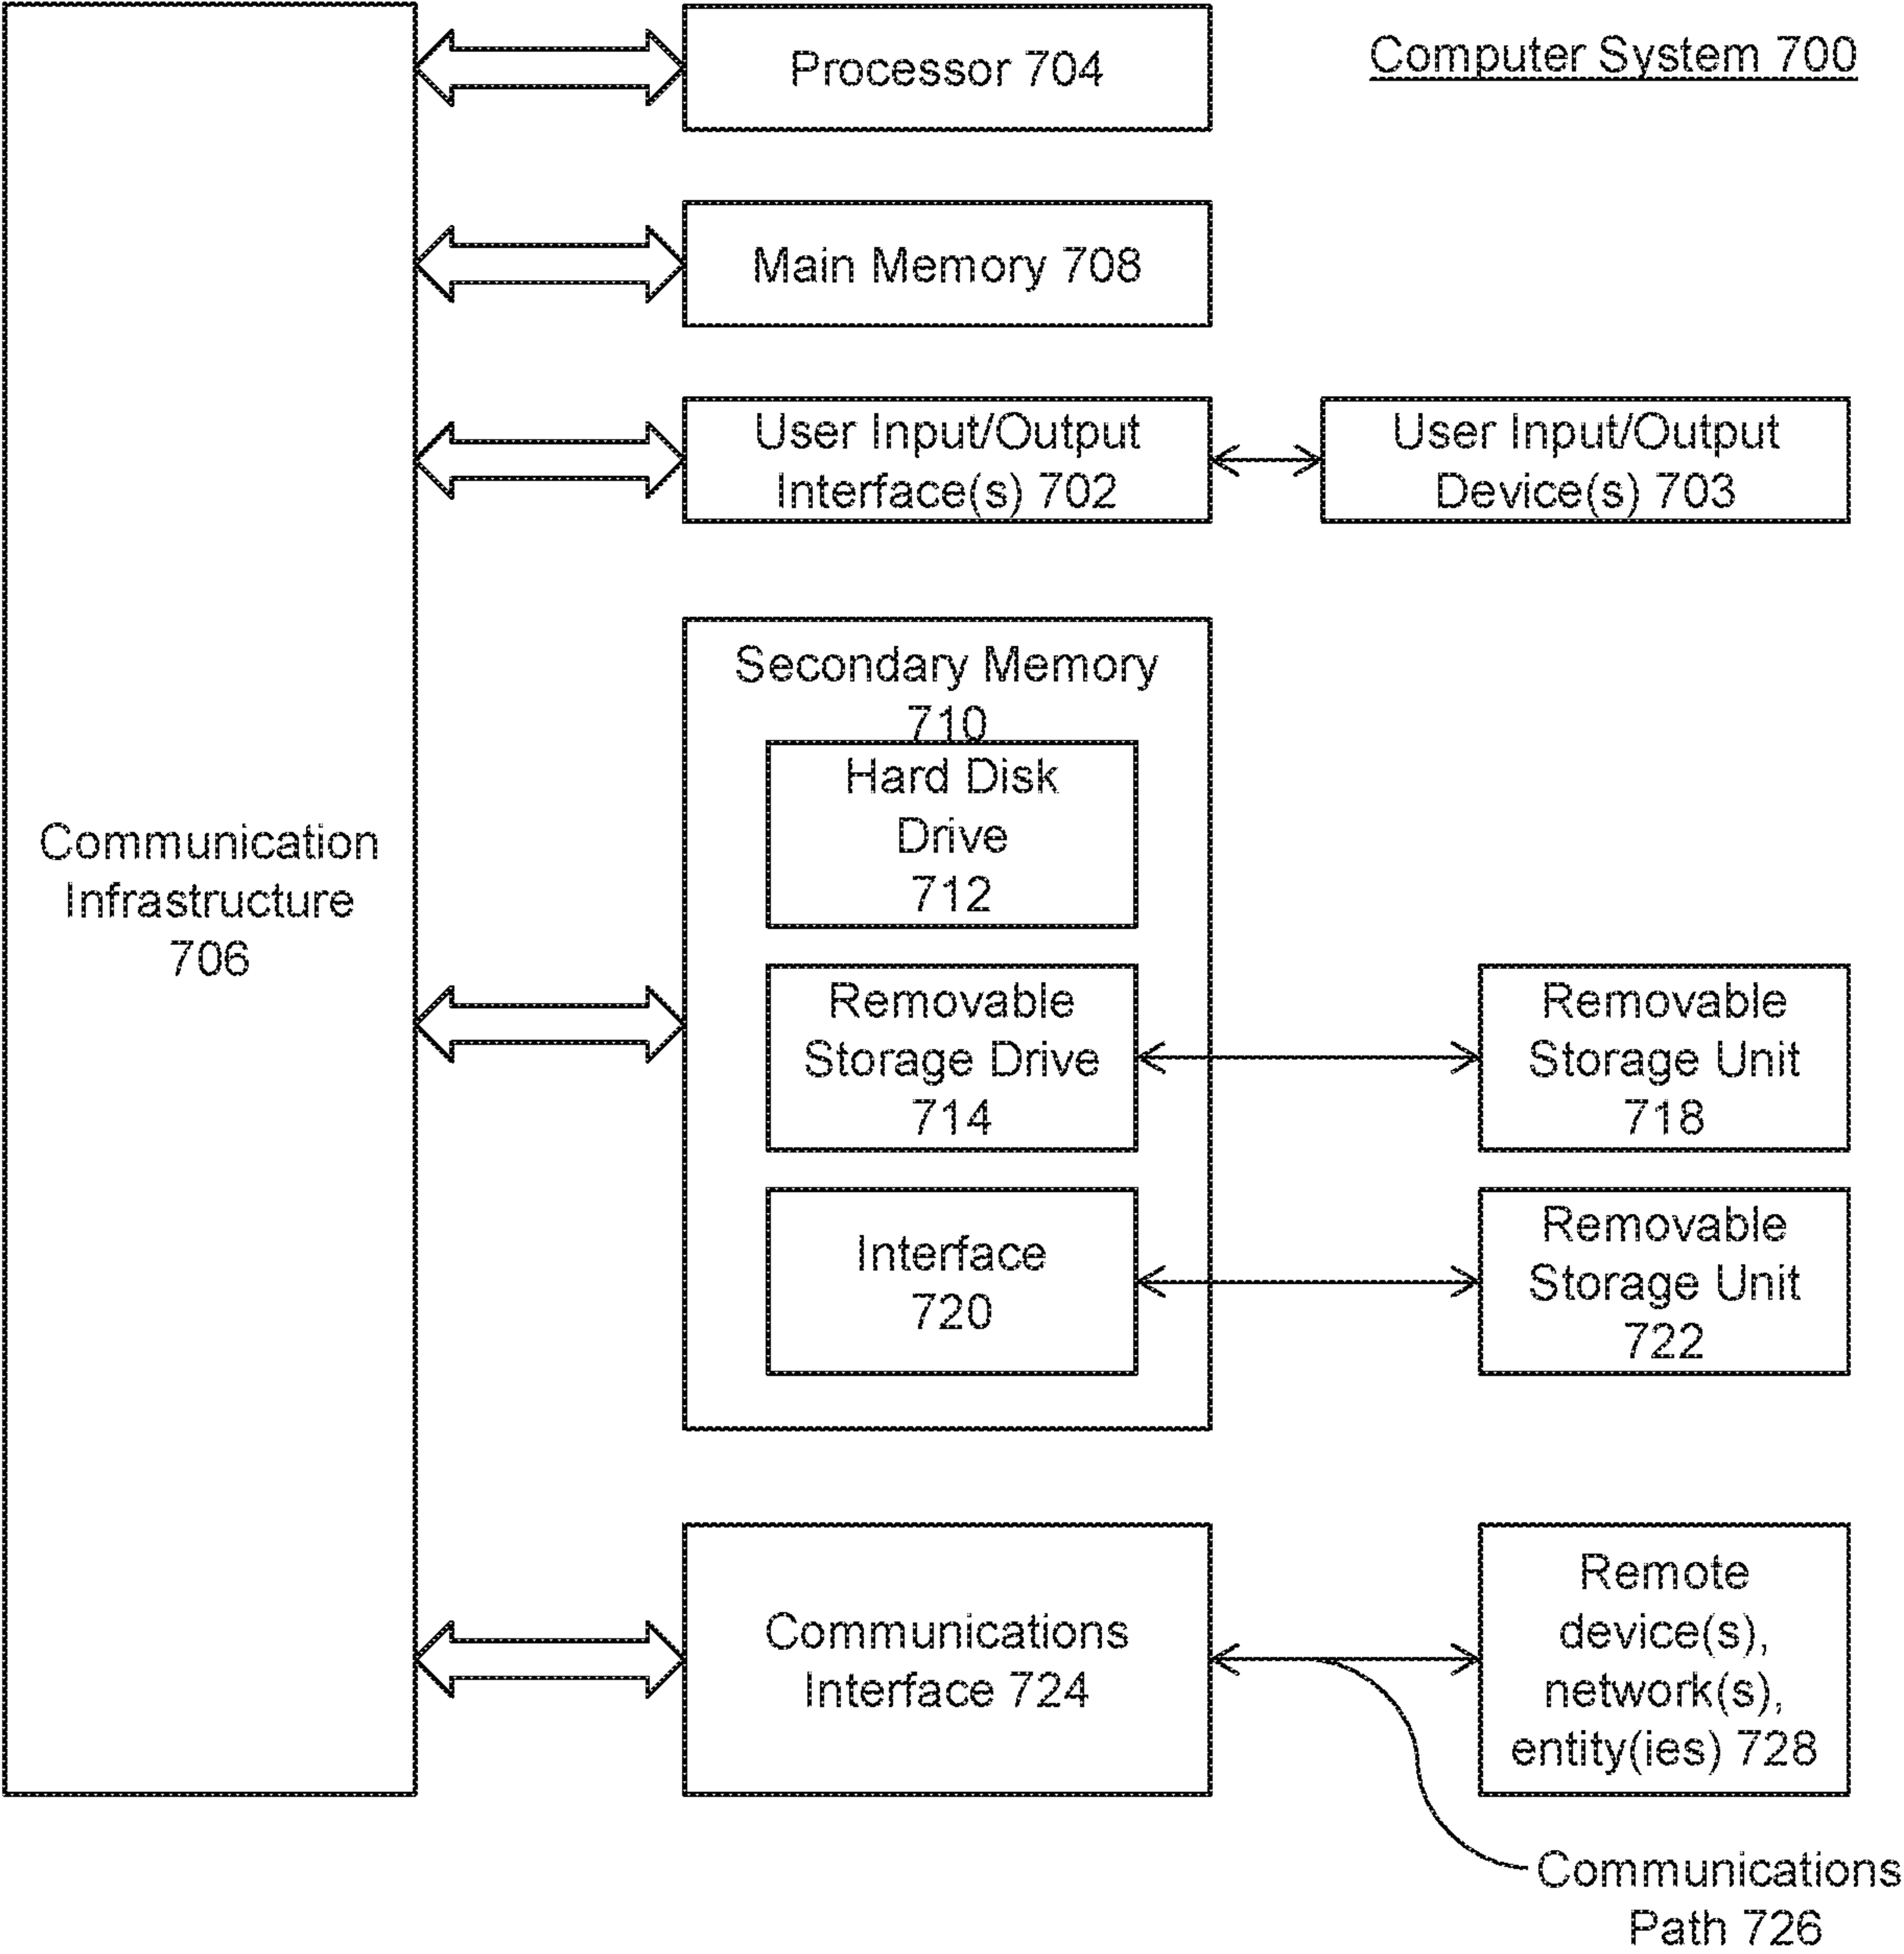 Processor 704
Computer System 700
Main Memory 708
User Input/Output
Interface(s) 702
User Input/Output
Device(s) 703
Communication
Infrastructure
706
Secondary Memory
710
Hard Disk
Drive
712
Removable
Storage Drive
714
Removable
Storage Unit
718
Interface
720
Removable
Storage Unit
722
Communications
Interface 724
Remote
device(s),
network(s),
entity(ies) 728
Communications
Path 726